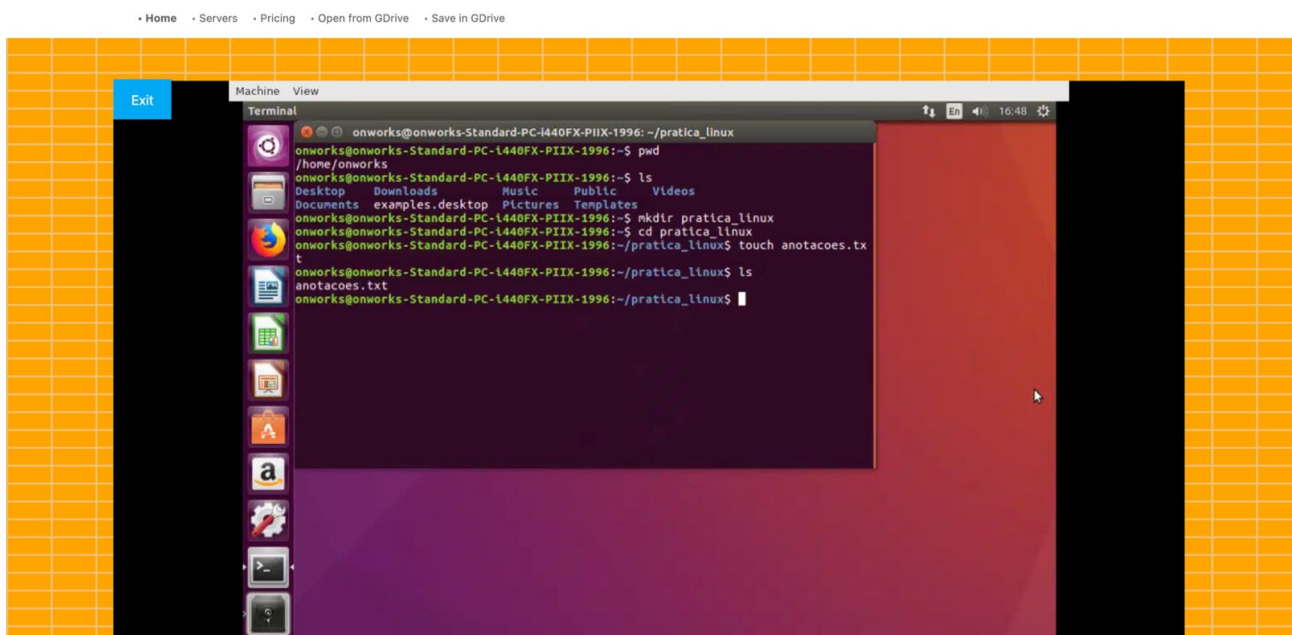 • Home • Servers • Pricing • Open from GDrive • Save in GDrive
Exit
Machine View
Terminal En 16:48
onworks@onworks-Standard-PC-i440FX-PIIX-1996: ~/pratica_linux
onworks@onworks-Standard-PC-i440FX-PIIX-1996:~$ pwd
/home/onworks
onworks@onworks-Standard-PC-i440FX-PIIX-1996:~$ ls
Desktop Downloads Music Public Videos
Documents examples.desktop Pictures Templates
onworks@onworks-Standard-PC-i440FX-PIIX-1996:~$ mkdir pratica_linux
onworks@onworks-Standard-PC-i440FX-PIIX-1996:~$ cd pratica_linux
onworks@onworks-Standard-PC-i440FX-PIIX-1996:~/pratica_linux$ touch anotacoes.tx
t
onworks@onworks-Standard-PC-i440FX-PIIX-1996:~/pratica_linux$ ls
anotacoes.txt
onworks@onworks-Standard-PC-i440FX-PIIX-1996:~/pratica_linux$
a
>_